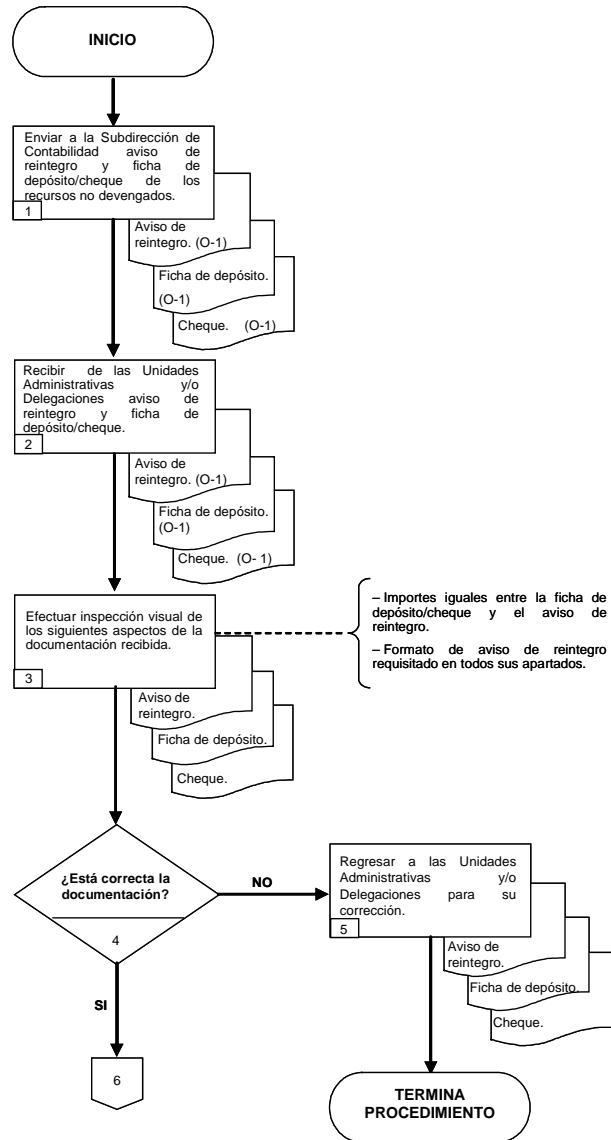 INICIO
Enviar a la Subdirección de
Contabilidad aviso de
reintegro y ficha de
depósito/cheque de los
recursos no devengados.
1
Aviso de
reintegro. (O-1)
Ficha de depósito.
(O-1)
Cheque. (O-1)
Recibir de las Unidades
Administrativas y/o
Delegaciones aviso de
reintegro y ficha de
depósito/cheque.
2
Aviso de
reintegro. (O-1)
Ficha de depósito.
(O-1)
Cheque. (O- 1)
Efectuar inspección visual de
los siguientes aspectos de la
documentación recibida.
3
– Importes iguales entre la ficha de
depósito/cheque y el aviso de
reintegro.
– Formato de aviso de reintegro
requisitado en todos sus apartados.
Aviso de
reintegro.
Ficha de depósito.
Cheque.
¿Está correcta la
documentación?
4
NO
Regresar a las Unidades
Administrativas y/o
Delegaciones para su
corrección.
5
Aviso de
reintegro.
Ficha de depósito.
Cheque.
SI
6
TERMINA
PROCEDIMIENTO